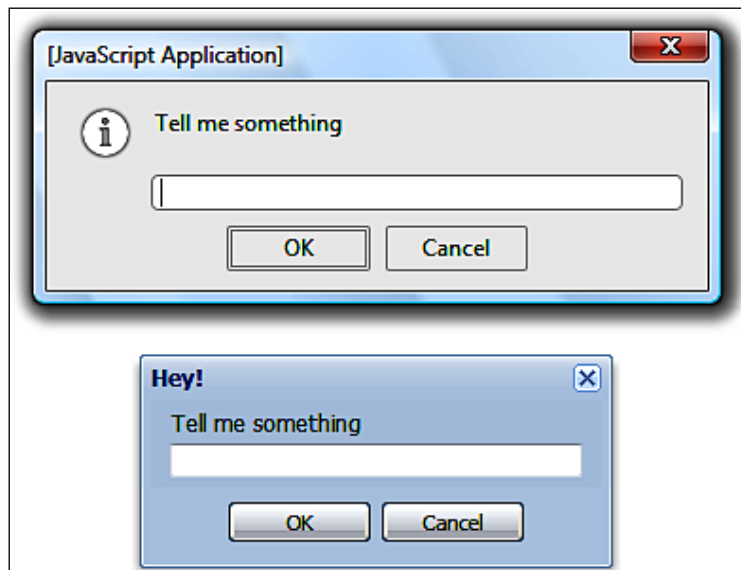 [JavaScript Application]
Tell me something
OK Cancel
Hey!
Tell me something
OK Cancel